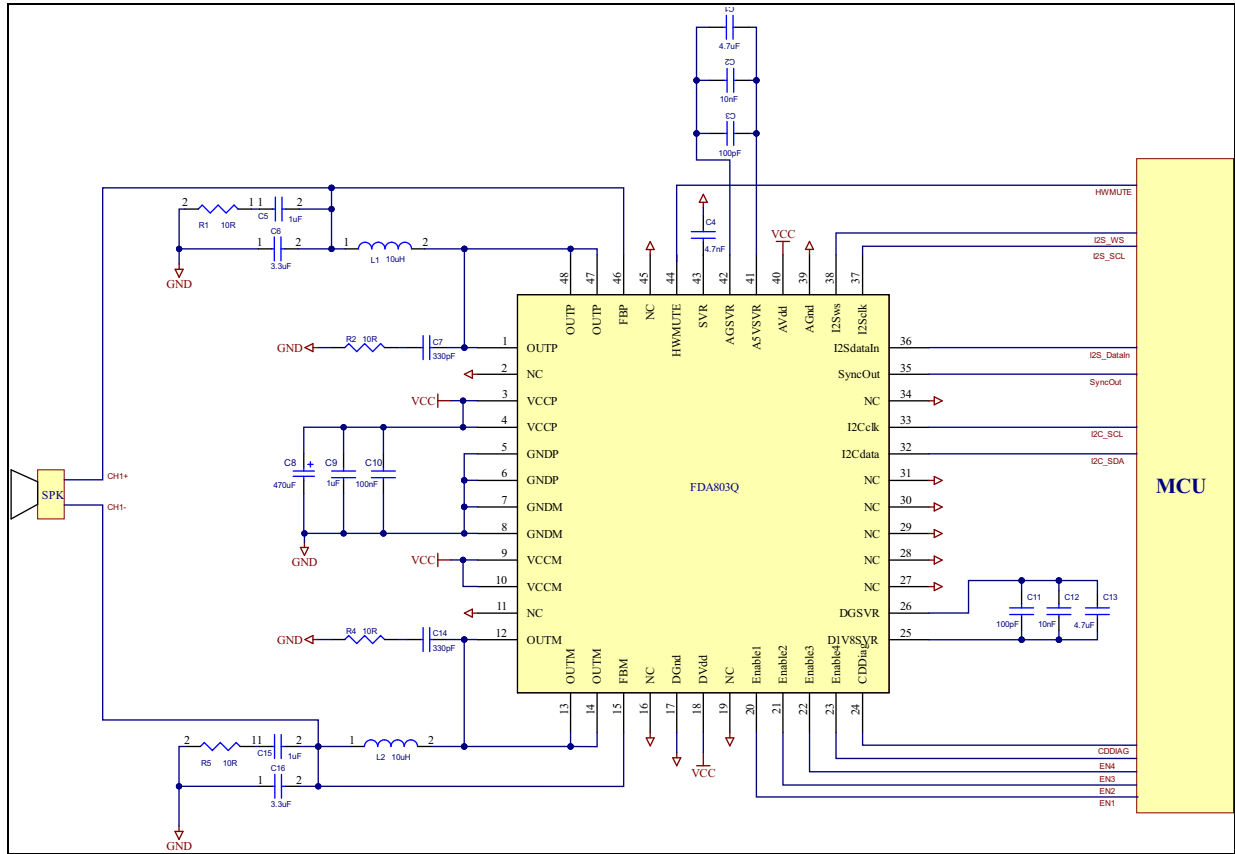 C1
4.7uF
C2
10nF
C3
100pF
HWMUTE
2
R1 10R
1 1
C5
2
1uF
C6
1 2
3.3uF
1 2
L1 10uH
GND
C4
4.7nF
VCC
I2S_WS
I2S_SCL
48
47
46
45
44
43
42
41
40
39
38
37
OUTP
OUTP
FBP
NC
HWMUTE
SVR
AGSVR
A5VSVR
AVdd
AGnd
I2Sws
I2Sclk
GND
R2 10R
C7
330pF
1 OUTP
2 NC
VCC
3 VCCP
4 VCCP
5 GNDP
6 GNDP
7 GNDM
8 GNDM
VCC
9 VCCM
10 VCCM
11 NC
12 OUTM
C8
+
470uF
C9
1uF
C10
100nF
GND
FDA803Q
I2SdataIn 36
I2S_DataIn
SyncOut 35
SyncOut
NC 34
I2Cclk 33
I2C_SCL
I2Cdata 32
I2C_SDA
NC 31
NC 30
NC 29
NC 28
NC 27
DGSVR 26
D1V8SVR 25
MCU
SPK
CH1+
CH1-
C11
100pF
C12
10nF
C13
4.7uF
GND
R4 10R
C14
330pF
OUTM
OUTM
FBM
NC
DGnd
DVdd
NC
Enable1
Enable2
Enable3
Enable4
CDDiag
13
14
15
16
17
18
19
20
21
22
23
24
2
R5 10R
11
C15
2
1uF
C16
1 2
3.3uF
1 2
L2 10uH
GND
VCC
CDDIAG
EN4
EN3
EN2
EN1